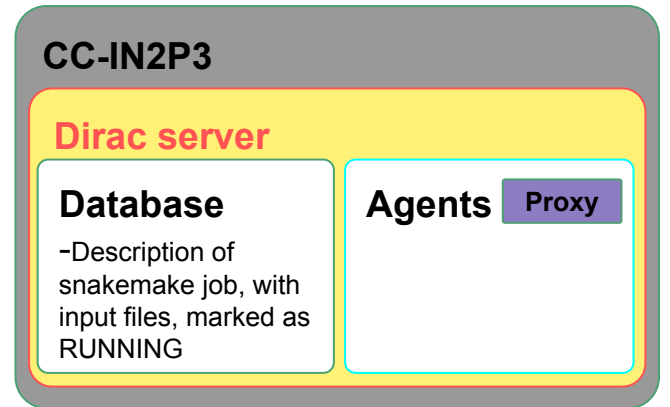 CC-IN2P3
Dirac server
Database
-Description of
snakemake job, with
input files, marked as
RUNNING
Agents
Proxy